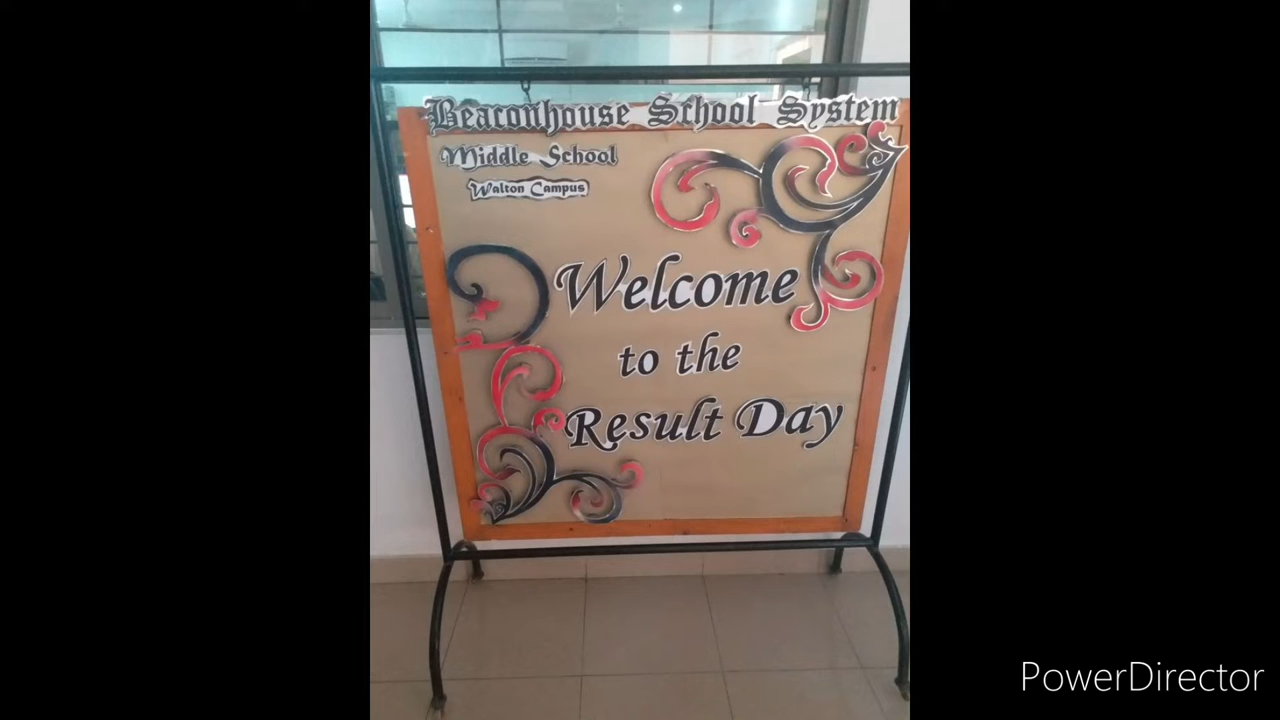 Beaconhouse School System
Middle School
Walton Campus
Welcome
to the
Result Day
PowerDirector